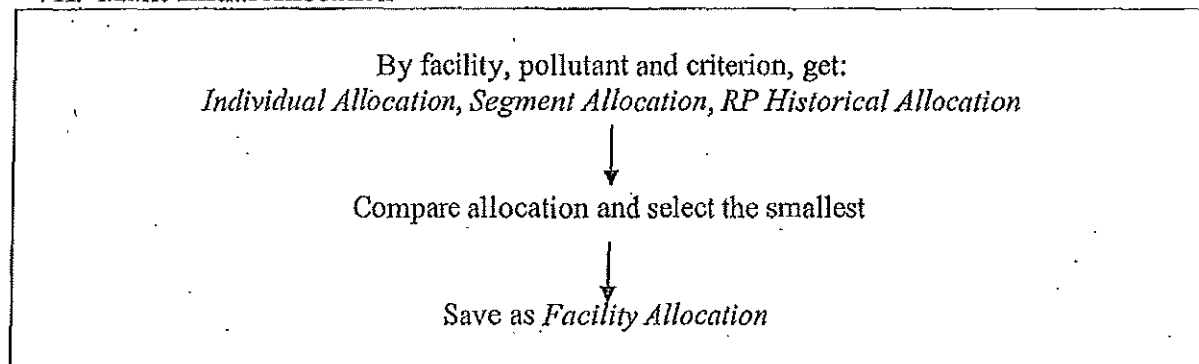 By facility, pollutant and criterion, get:
Individual Allocation, Segment Allocation, RP Historical Allocation
Compare allocation and select the smallest
Save as Facility Allocation